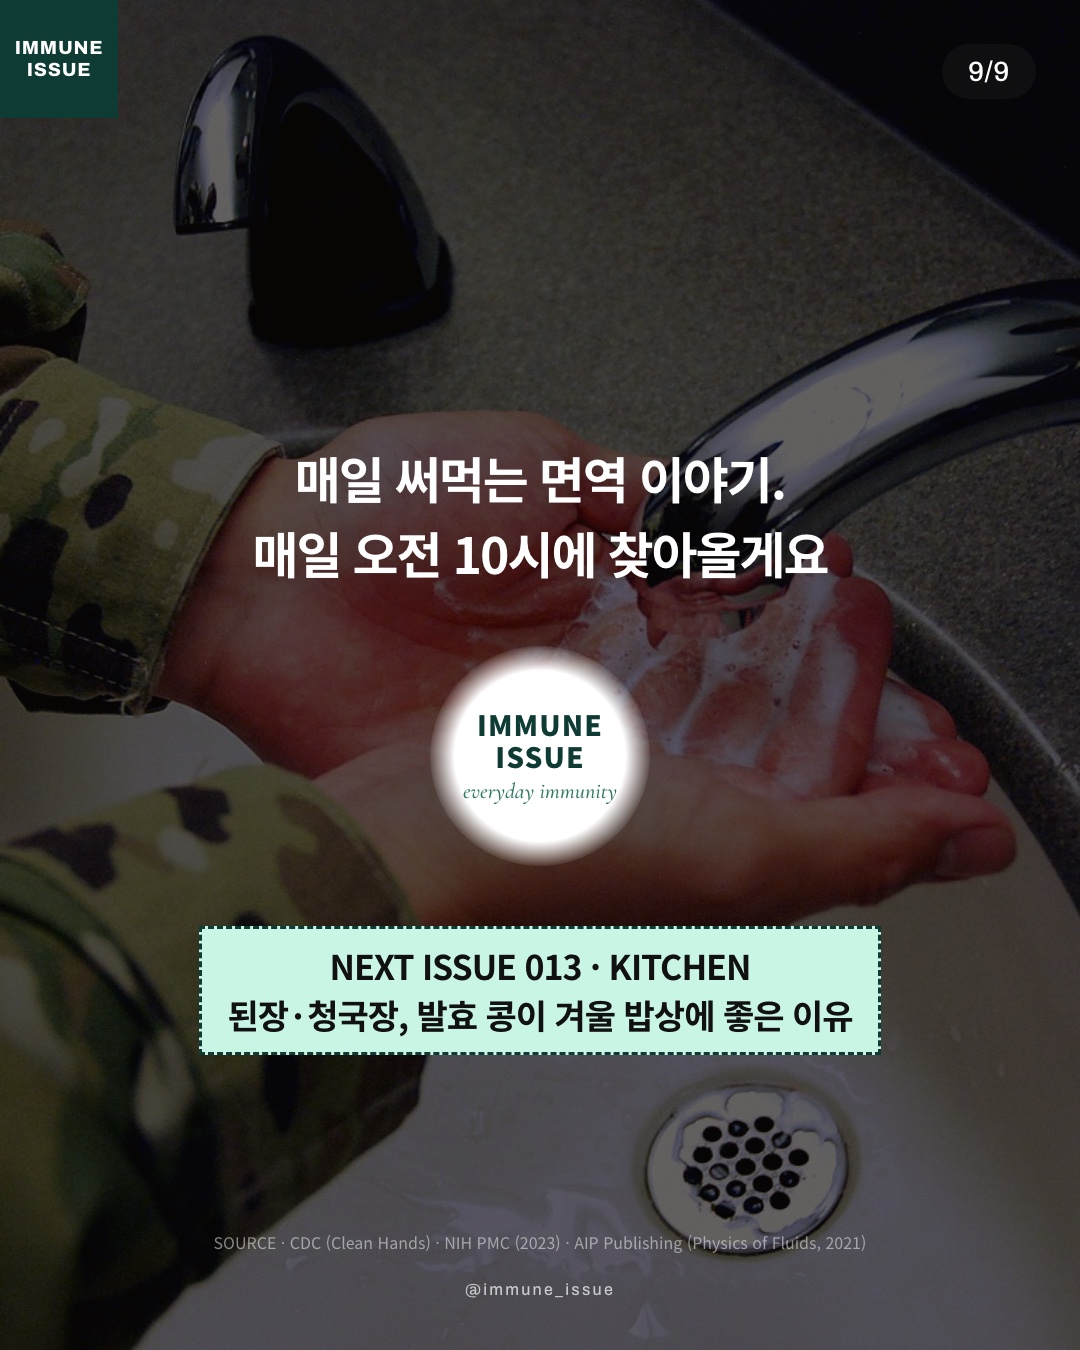 IMMUNE
ISSUE
9/9
매일 써먹는 면역 이야기.
매일 오전 10시에 찾아올게요
IMMUNE
ISSUE
everyday immunity
NEXT ISSUE 013 · KITCHEN
된장·청국장, 발효 콩이 겨울 밥상에 좋은 이유
SOURCE · CDC (Clean Hands) · NIH PMC (2023) · AIP Publishing (Physics of Fluids, 2021)
@immune_issue